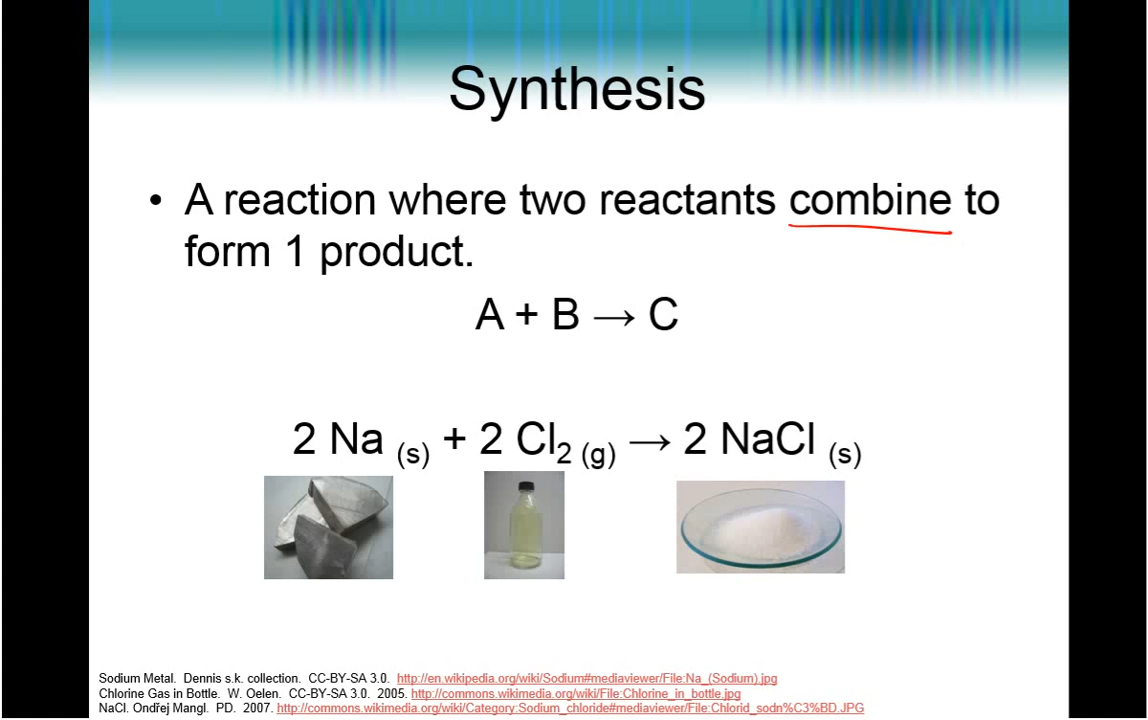 Synthesis
• A reaction where two reactants combine to
form 1 product.
A + B → C
2 Na (s) + 2 Cl₂ (g) → 2 NaCl (s)
Sodium Metal. Dennis s.k. collection. CC-BY-SA 3.0. http://en.wikipedia.org/wiki/Sodium#mediaviewer/File:Na_(Sodium).jpg
Chlorine Gas in Bottle. W. Oelen. CC-BY-SA 3.0. 2005. http://commons.wikimedia.org/wiki/File:Chlorine_in_bottle.jpg
NaCl. Ondřej Mangl. PD. 2007. http://commons.wikimedia.org/wiki/Category:Sodium_chloride#mediaviewer/File:Chlorid_sodn%C3%BD.JPG